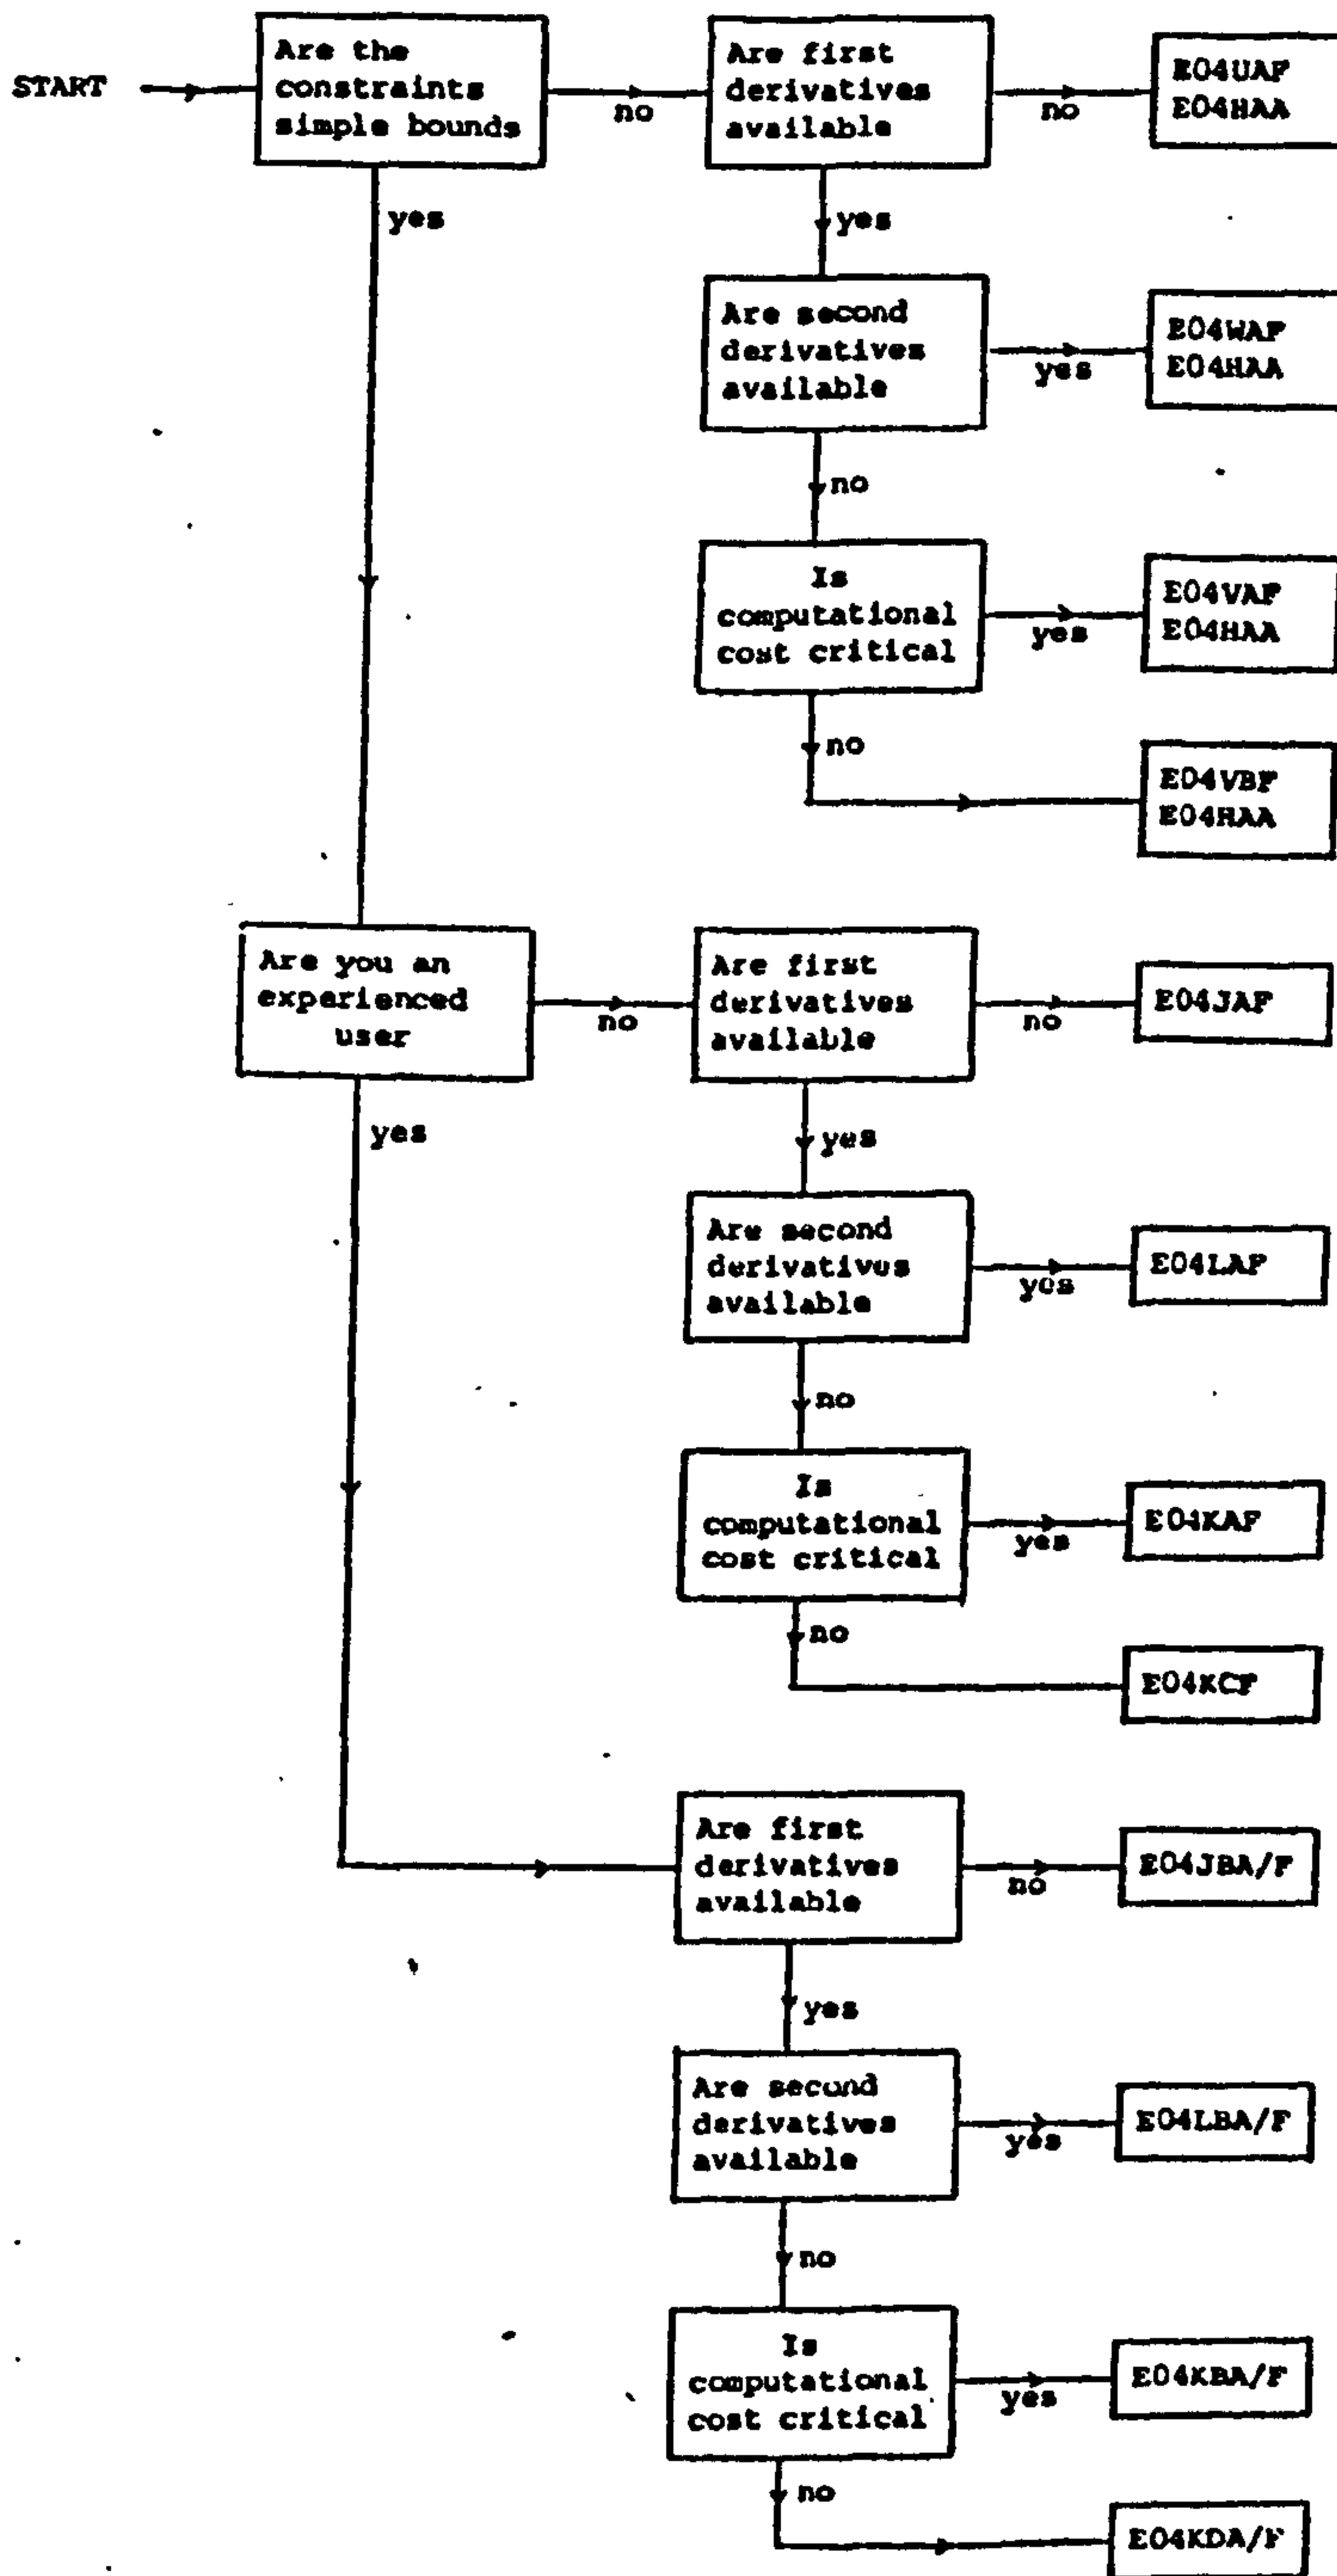 START
Are the
constraints
simple bounds
no
Are first
derivatives
available
no
E04UAF
E04HAA
yes
yes
Are second
derivatives
available
yes
E04WAF
E04HAA
no
Is
computational
cost critical
yes
E04VAF
E04HAA
no
E04VBF
E04HAA
Are you an
experienced
user
no
Are first
derivatives
available
no
E04JAF
yes
yes
Are second
derivatives
available
yes
E04LAF
no
Is
computational
cost critical
yes
E04KAF
no
E04KCF
Are first
derivatives
available
no
E04JBA/F
yes
Are second
derivatives
available
yes
E04LBA/F
no
Is
computational
cost critical
yes
E04KBA/F
no
E04KDA/F